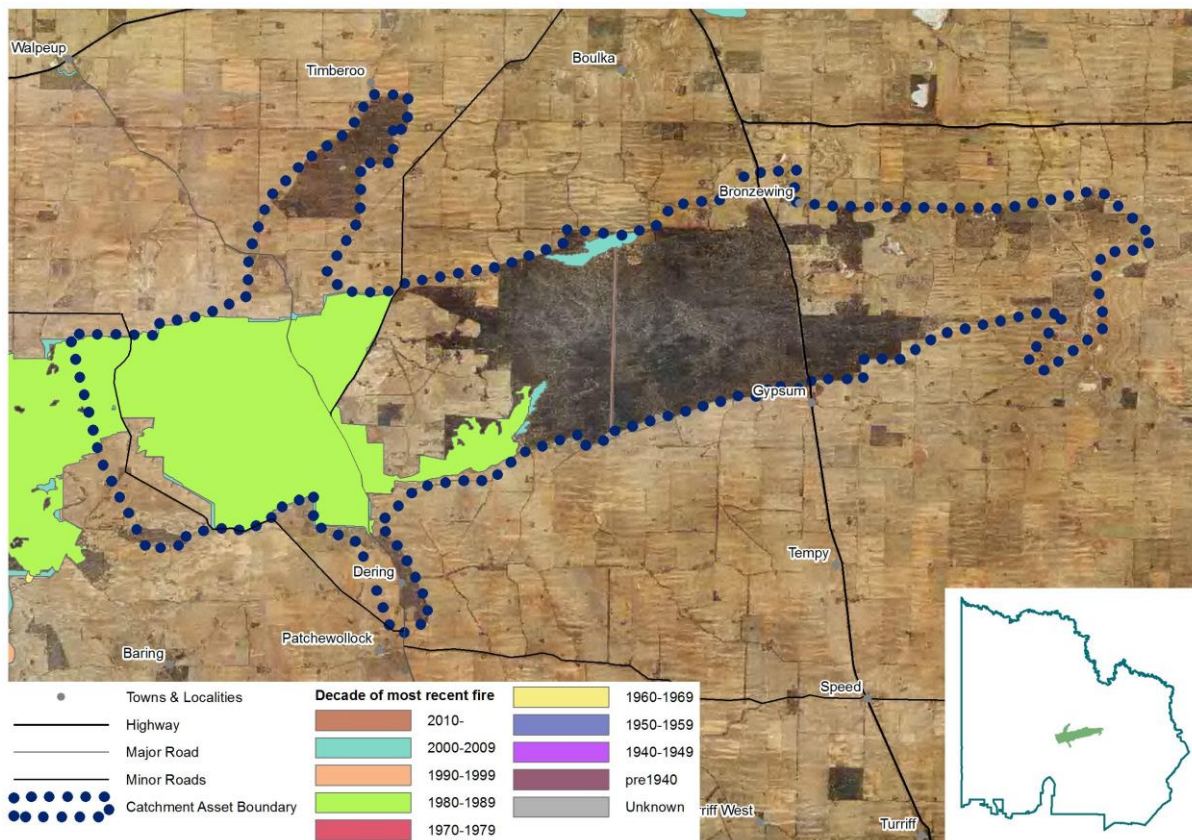 Walpeup
Timberoo
Boulka
Bronzewing
Gypsum
Tempy
Dering
Patchewollock
Baring
Speed
riff West
Turriff
Towns & Localities
Highway
Major Road
Minor Roads
Catchment Asset Boundary
Decade of most recent fire
2010-
2000-2009
1990-1999
1980-1989
1970-1979
1960-1969
1950-1959
1940-1949
pre1940
Unknown